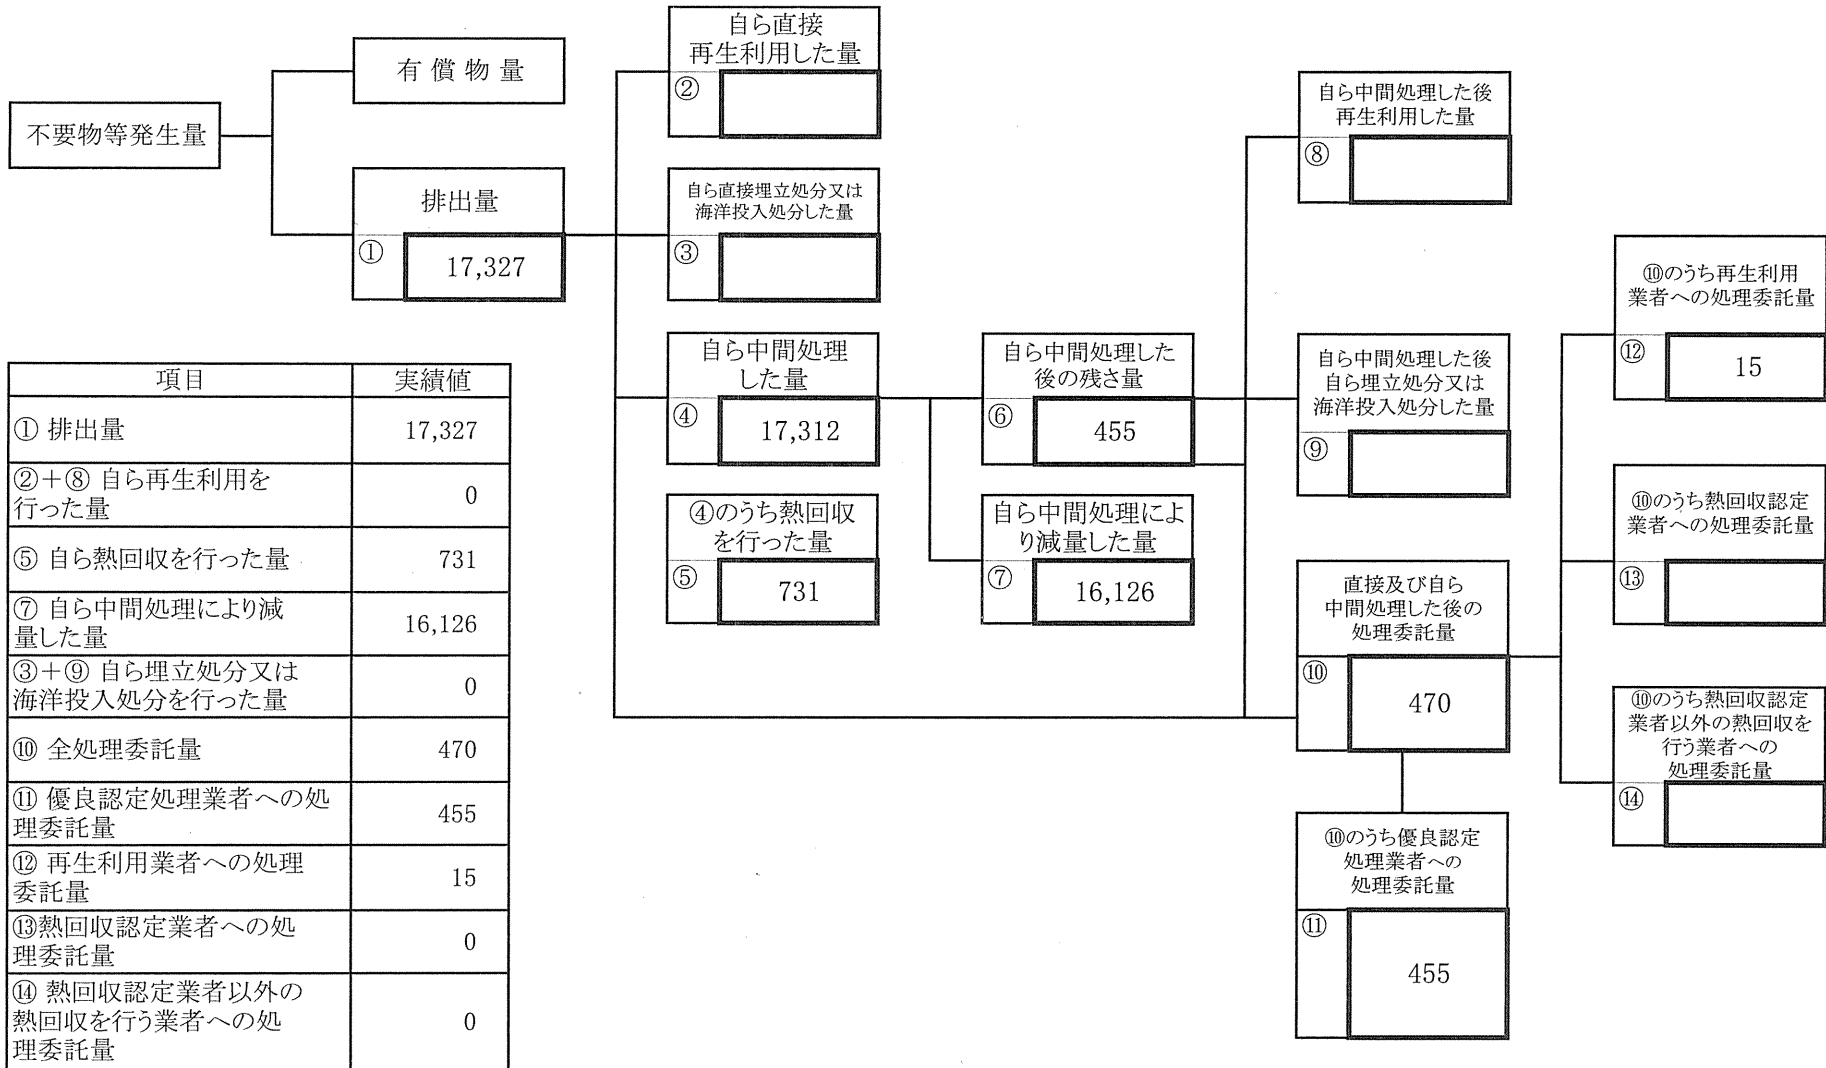 不要物等発生量
有償物量
排出量
①
17,327
自ら直接
再生利用した量
②
自ら直接埋立処分又は
海洋投入処分した量
③
自ら中間処理
した量
④
17,312
④のうち熱回収
を行った量
⑤
731
自ら中間処理した
後の残さ量
⑥
455
自ら中間処理によ
り減量した量
⑦
16,126
自ら中間処理した後
再生利用した量
⑧
自ら中間処理した後
自ら埋立処分又は
海洋投入処分した量
⑨
直接及び自ら
中間処理した後の
処理委託量
⑩
470
⑩のうち優良認定
処理業者への
処理委託量
⑪
455
⑩のうち再生利用
業者への処理委託量
⑫
15
⑩のうち熱回収認定
業者への処理委託量
⑬
⑩のうち熱回収認定
業者以外の熱回収を
行う業者への
処理委託量
⑭
項目 実績値
① 排出量 17,327
②+⑧ 自ら再生利用を
行った量 0
⑤ 自ら熱回収を行った量 731
⑦ 自ら中間処理により減
量した量 16,126
③+⑨ 自ら埋立処分又は
海洋投入処分を行った量 0
⑩ 全処理委託量 470
⑪ 優良認定処理業者への処
理委託量 455
⑫ 再生利用業者への処理
委託量 15
⑬熱回収認定業者への処
理委託量 0
⑭ 熱回収認定業者以外の
熱回収を行う業者への処
理委託量 0